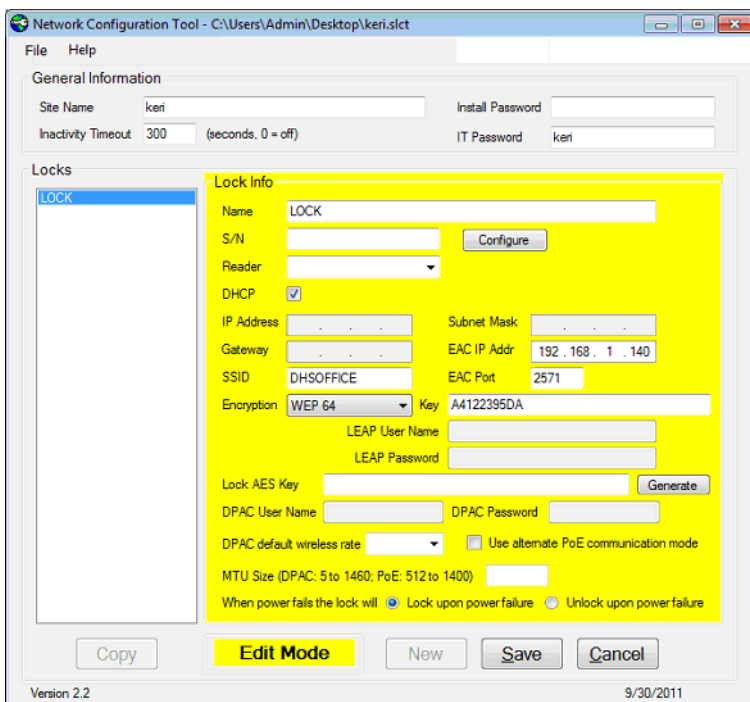 Network Configuration Tool - C:\Users\Admin\Desktop\keri.slct
File Help
General Information
Site Name keri Install Password
Inactivity Timeout 300 (seconds, 0 = off) IT Password keri
Locks
LOCK
Lock Info
Name LOCK
S/N Configure
Reader
DHCP
IP Address . . . Subnet Mask . . .
Gateway . . . EAC IP Addr 192 . 168 . 1 . 140
SSID DHSOFFICE EAC Port 2571
Encryption WEP 64 Key A4122395DA
LEAP User Name
LEAP Password
Lock AES Key Generate
DPAC User Name DPAC Password
DPAC default wireless rate Use alternate PoE communication mode
MTU Size (DPAC: 5 to 1460; PoE: 512 to 1400)
When power fails the lock will Lock upon power failure Unlock upon power failure
Copy Edit Mode New Save Cancel
Version 2.2 9/30/2011